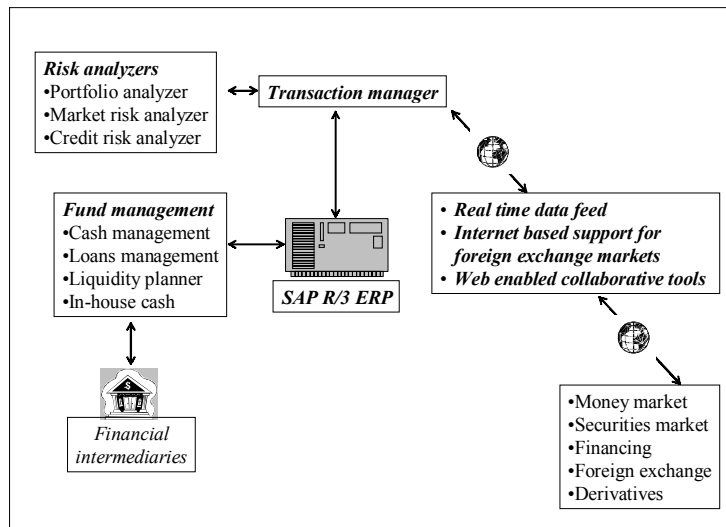 Risk analyzers
•Portfolio analyzer
•Market risk analyzer
•Credit risk analyzer
Transaction manager
Fund management
•Cash management
•Loans management
•Liquidity planner
•In-house cash
SAP R/3 ERP
• Real time data feed
• Internet based support for
foreign exchange markets
• Web enabled collaborative tools
$
Financial
intermediaries
•Money market
•Securities market
•Financing
•Foreign exchange
•Derivatives